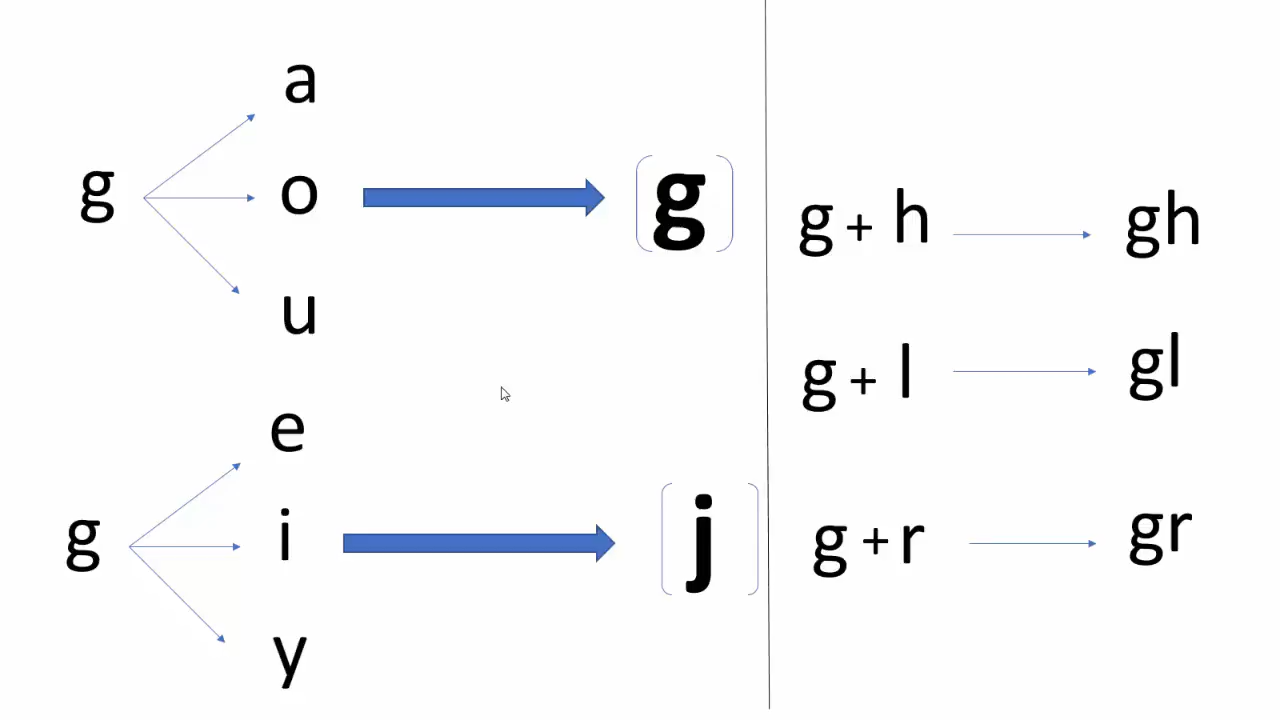 a
g o [g]
u
e
g i [j]
y
g + h gh
g + l gl
g + r gr